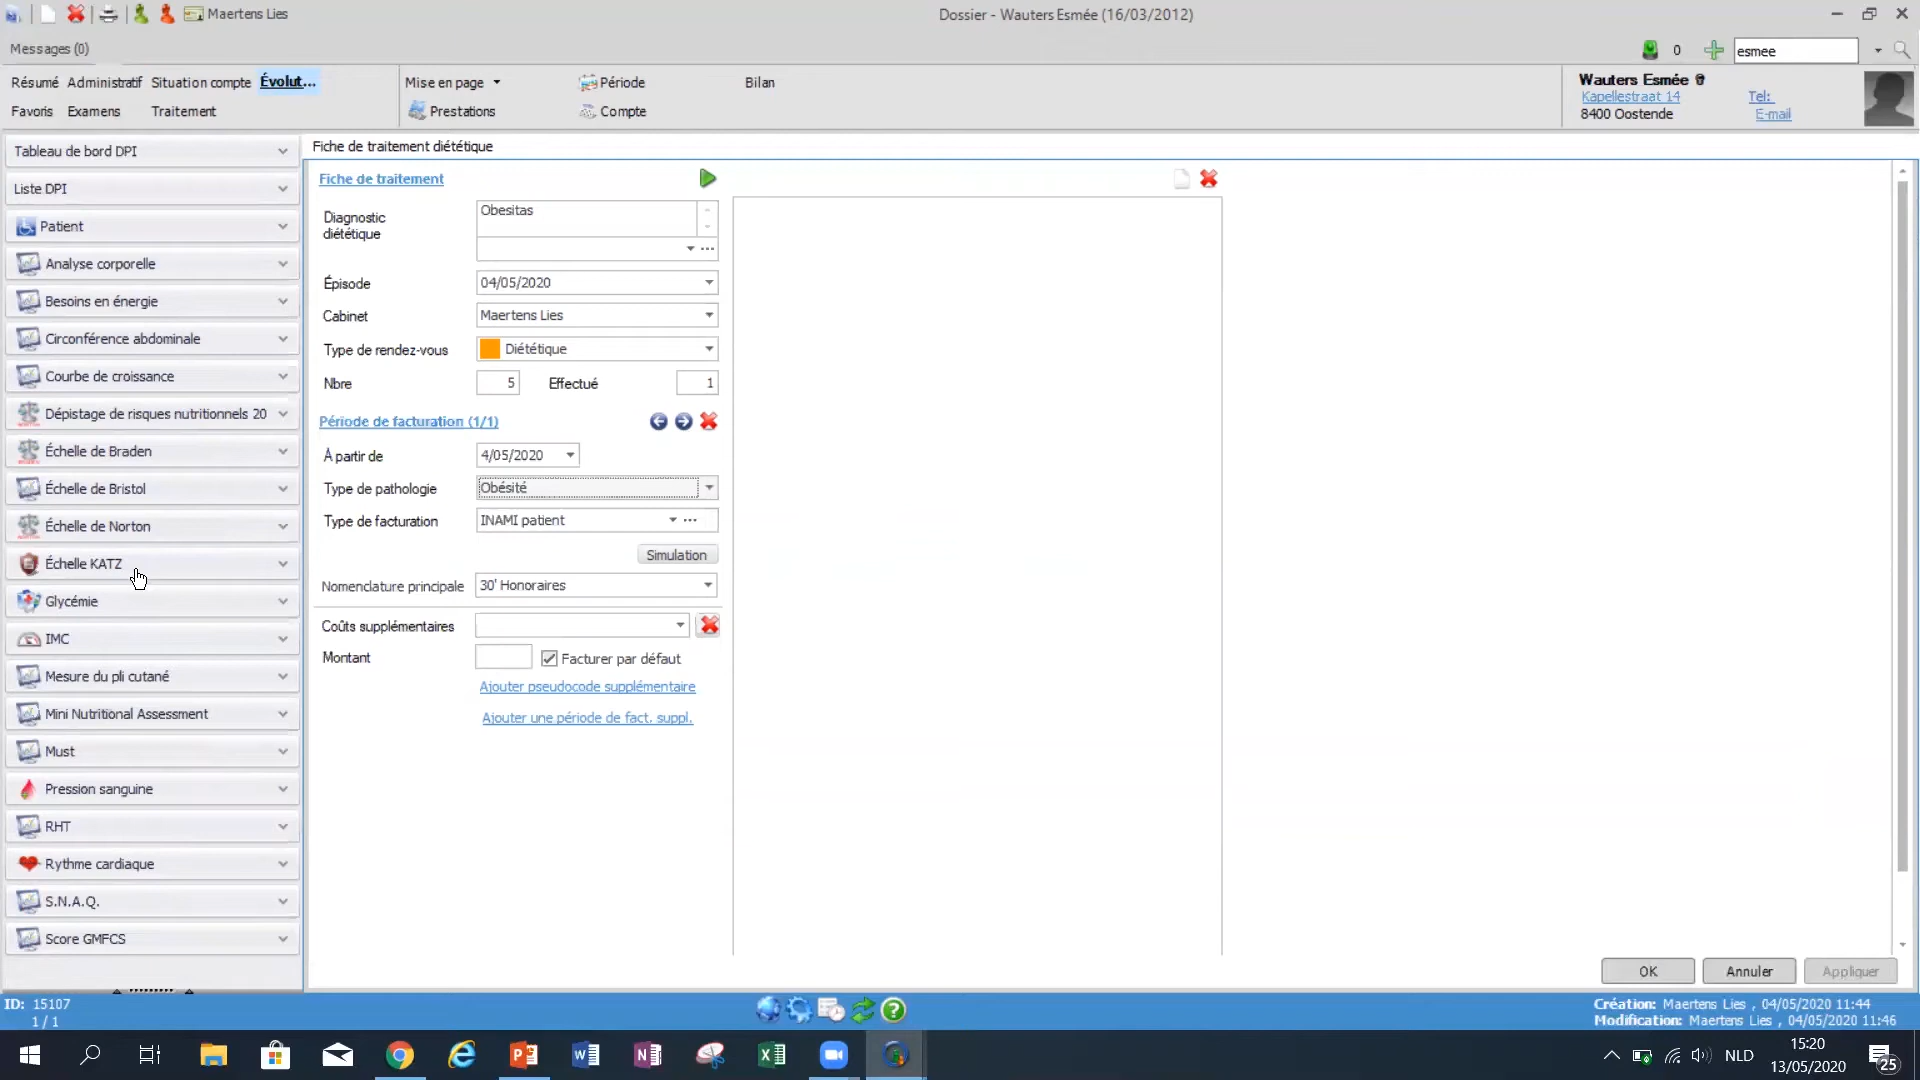 Maertens Lies
Dossier - Wauters Esmée (16/03/2012)
Messages (0)
0
esmee
Résumé Administratif Situation compte Évolut...
Favoris Examens Traitement
Mise en page Période Bilan
Prestations Compte
Wauters Esmée
Kapellestraat 14 Tel:
8400 Oostende E-mail
Tableau de bord DPI
Liste DPI
Patient
Analyse corporelle
Besoins en énergie
Circonférence abdominale
Courbe de croissance
Dépistage de risques nutritionnels 20
Échelle de Braden
Échelle de Bristol
Échelle de Norton
Échelle KATZ
Glycémie
IMC
Mesure du pli cutané
Mini Nutritional Assessment
Must
Pression sanguine
RHT
Rythme cardiaque
S.N.A.Q.
Score GMFCS
Fiche de traitement diététique
Fiche de traitement
Diagnostic diététique Obesitas
Épisode 04/05/2020
Cabinet Maertens Lies
Type de rendez-vous Diététique
Nbre 5 Effectué 1
Période de facturation (1/1)
À partir de 4/05/2020
Type de pathologie Obésité
Type de facturation INAMI patient
Simulation
Nomenclature principale 30' Honoraires
Coûts supplémentaires
Montant Facturer par défaut
Ajouter pseudocode supplémentaire
Ajouter une période de fact. suppl.
OK Annuler Appliquer
ID: 15107
1 / 1
Création: Maertens Lies , 04/05/2020 11:44
Modification: Maertens Lies , 04/05/2020 11:46
NLD
15:20
13/05/2020
25